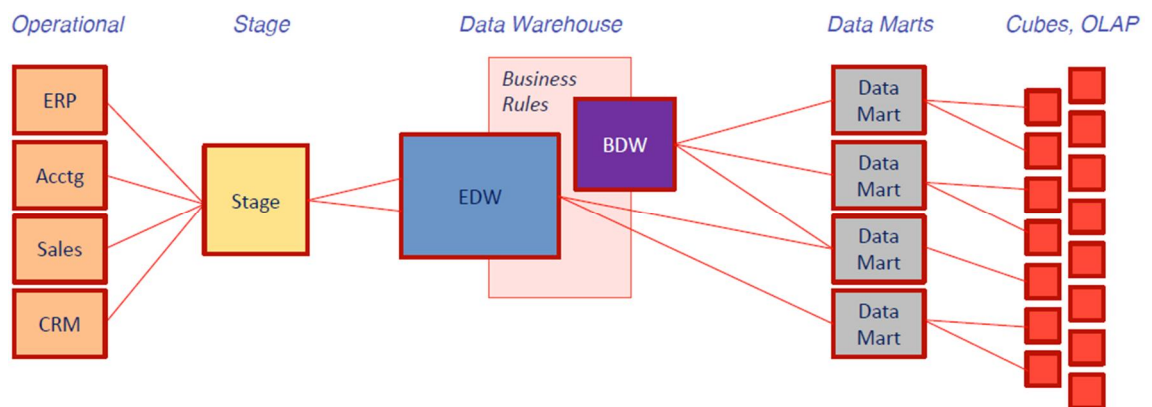 Operational
Stage
Data Warehouse
Data Marts
Cubes, OLAP
ERP
Acctg
Sales
CRM
Stage
EDW
Business
Rules
BDW
Data
Mart
Data
Mart
Data
Mart
Data
Mart